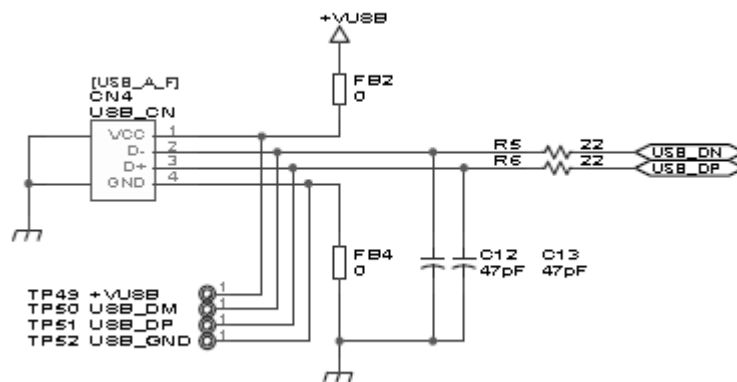 +VUSB
[USB_A_F]
CN4
USB_CN
FB2
0
VCC 1
D- 2
D+ 3
GND 4
R5 22 USB_DN
R6 22 USB_DP
FB4
0
C12 C13
47pF 47pF
TP49 +VUSB 1
TP50 USB_DM 1
TP51 USB_DP 1
TP52 USB_GND 1